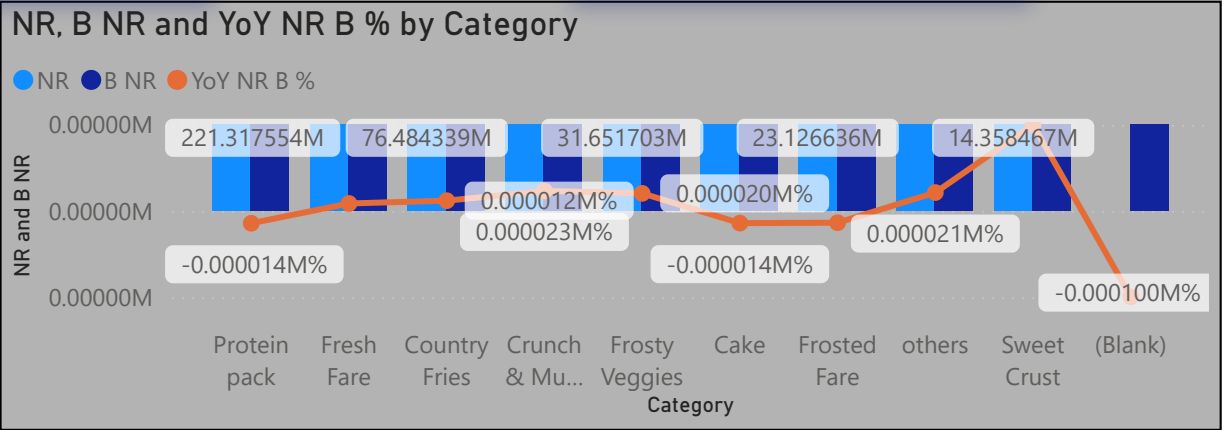 NR, B NR and YoY NR B % by Category
NR B NR YoY NR B %
0.00000M
0.00000M
0.00000M
NR and B NR
221.317554M 76.484339M 31.651703M 23.126636M 14.358467M
0.000012M% 0.000020M%
0.000023M% 0.000021M%
-0.000014M% -0.000014M%
-0.000100M%
Protein Fresh Country Crunch Frosty Cake Frosted others Sweet (Blank)
pack Fare Fries & Mu... Veggies Fare Crust
Category